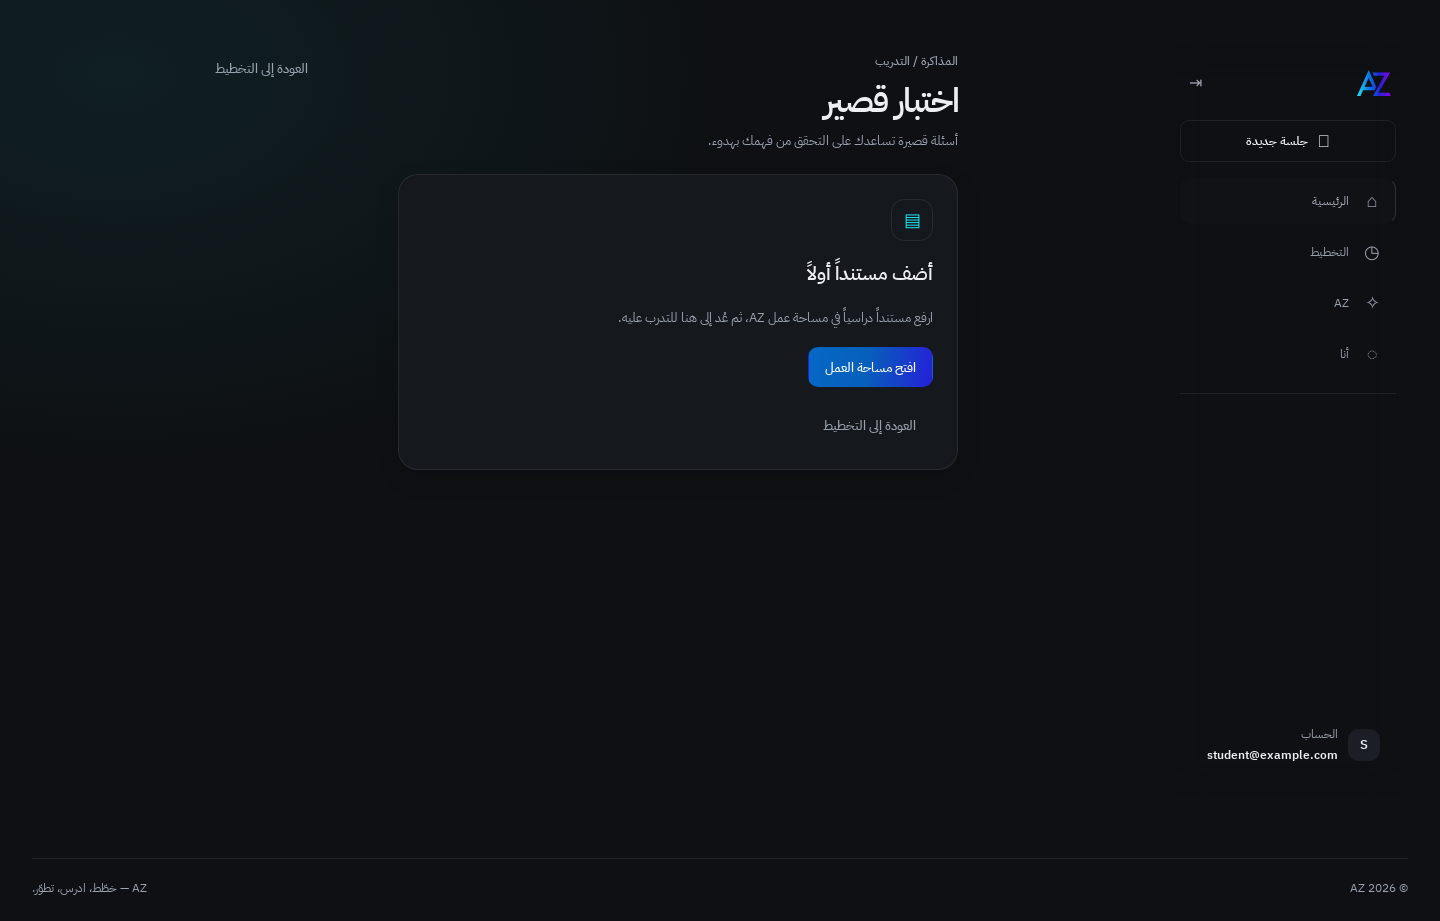 AZ
جلسة جديدة
الرئيسية
التخطيط
AZ
أنا
الحساب
S
student@example.com
المذاكرة / التدريب
اختبار قصير
أسئلة قصيرة تساعدك على التحقق من فهمك بهدوء.
العودة إلى التخطيط
أضف مستنداً أولاً
ارفع مستنداً دراسياً في مساحة عمل AZ، ثم عُد إلى هنا للتدرب عليه.
افتح مساحة العمل
العودة إلى التخطيط
© 2026 AZ
AZ — خطّط، ادرس، تطوّر.